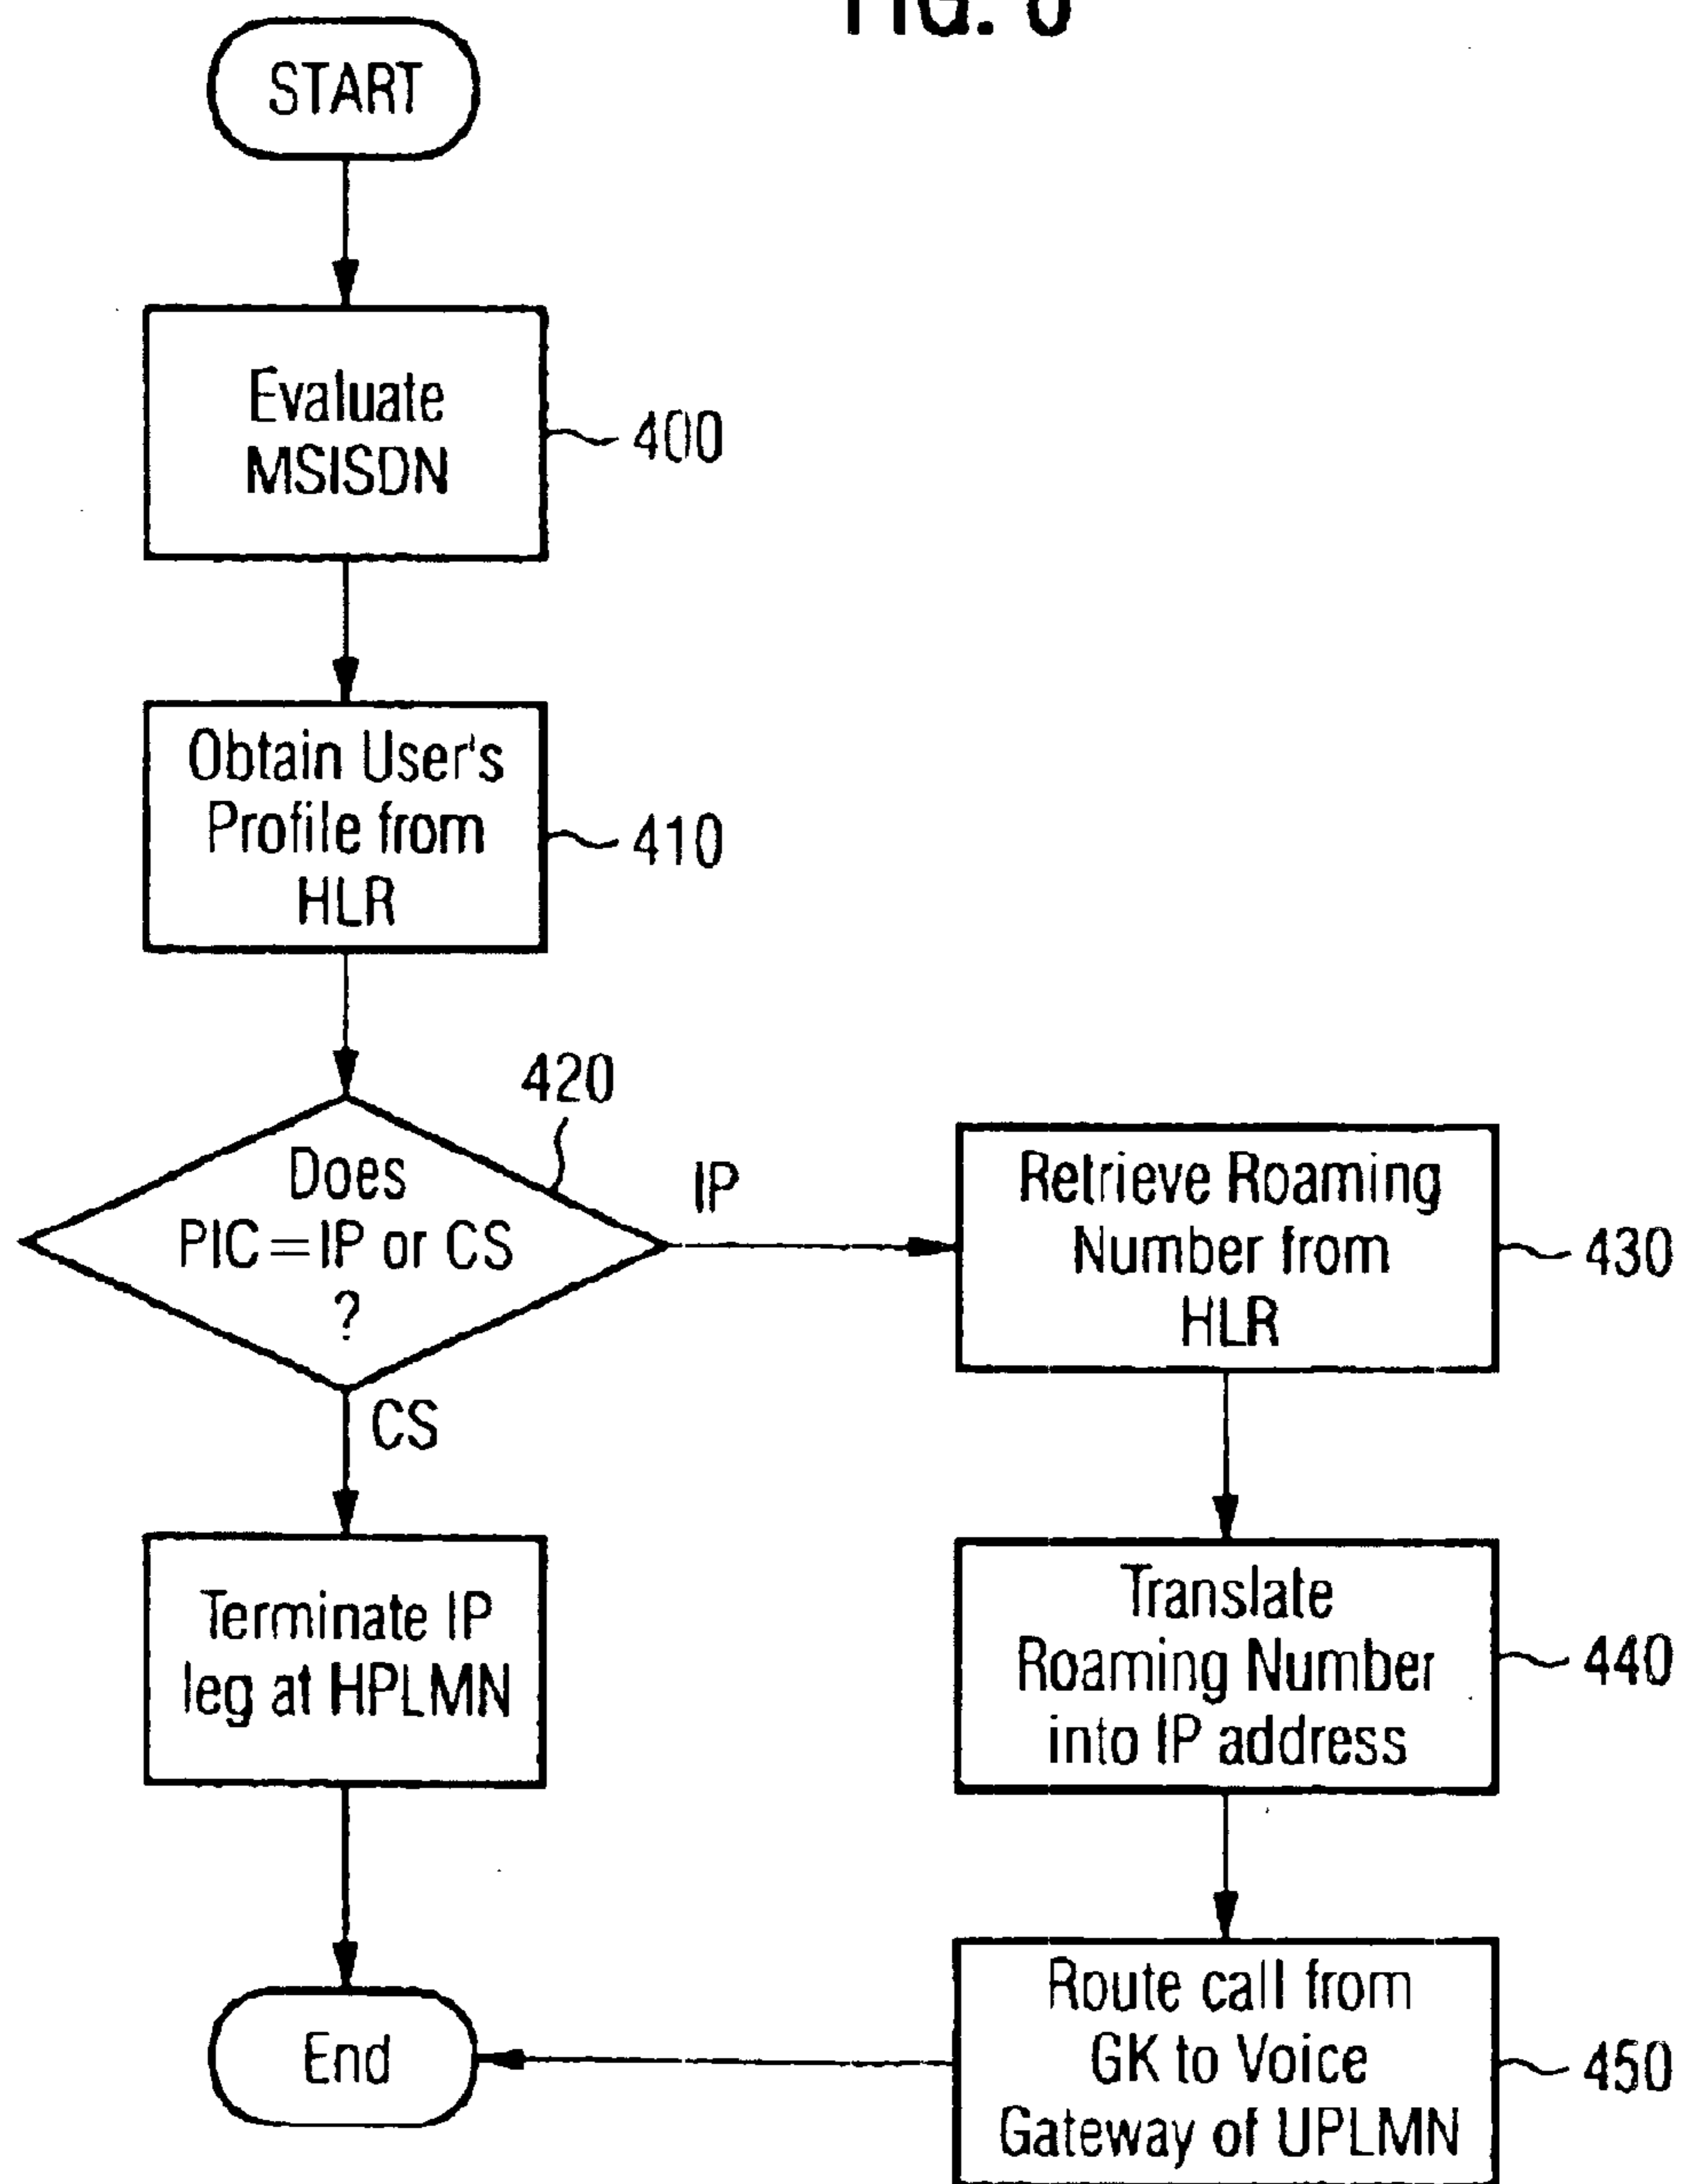 START
Evaluate
MSISDN
400
Obtain User's
Profile from
HLR
410
420
Does
PIC=IP or CS
?
IP
CS
Retrieve Roaming
Number from
HLR
430
Terminate IP
leg at HPLMN
Translate
Roaming Number
into IP address
440
End
Route call from
GK to Voice
Gateway of UPLMN
450